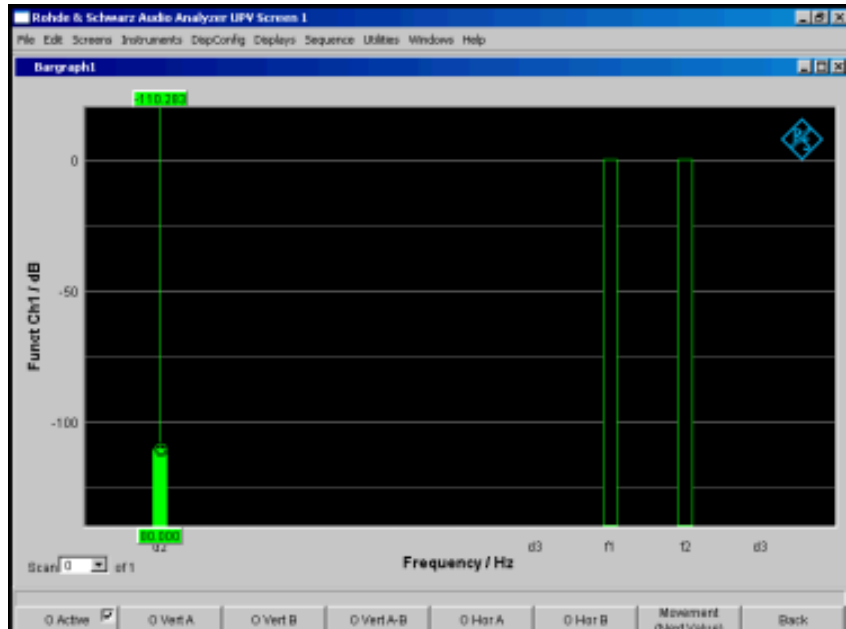 Rohde & Schwarz Audio Analyzer UPV Screen 1
File Edit Screens Instruments DispConfig Displays Sequence Utilities Windows Help
Bargraph1
-110.283
0
-50
-100
Funct Ch1 / dB
80.000
d2 d3 f1 f2 d3
Frequency / Hz
Scan 0 of 1
O Active O Vert A O Vert B O Vert A-B O Hor A O Hor B Movement Back
(Next Value)